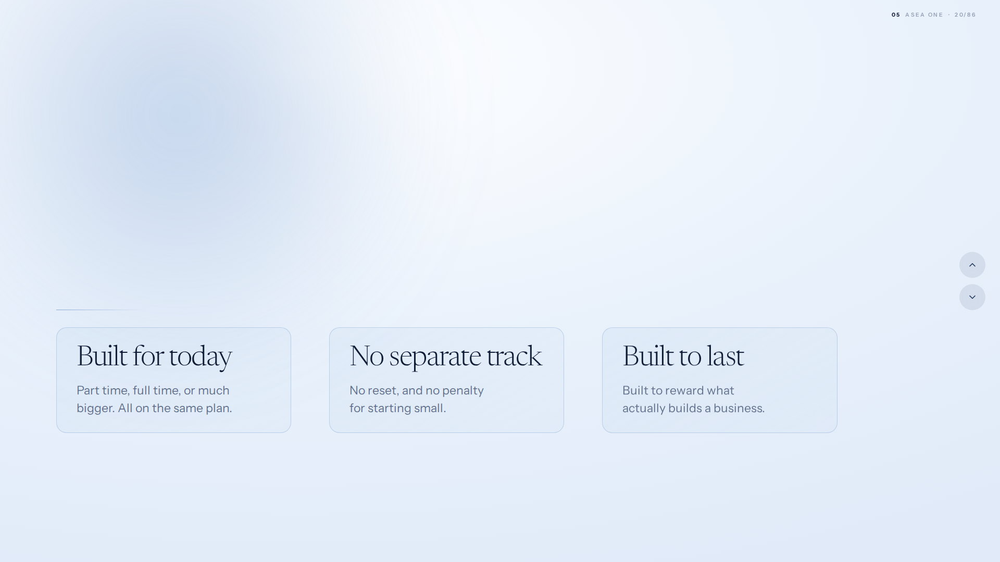 05 ASEA ONE · 20/86
Built for today
Part time, full time, or much
bigger. All on the same plan.
No separate track
No reset, and no penalty
for starting small.
Built to last
Built to reward what
actually builds a business.